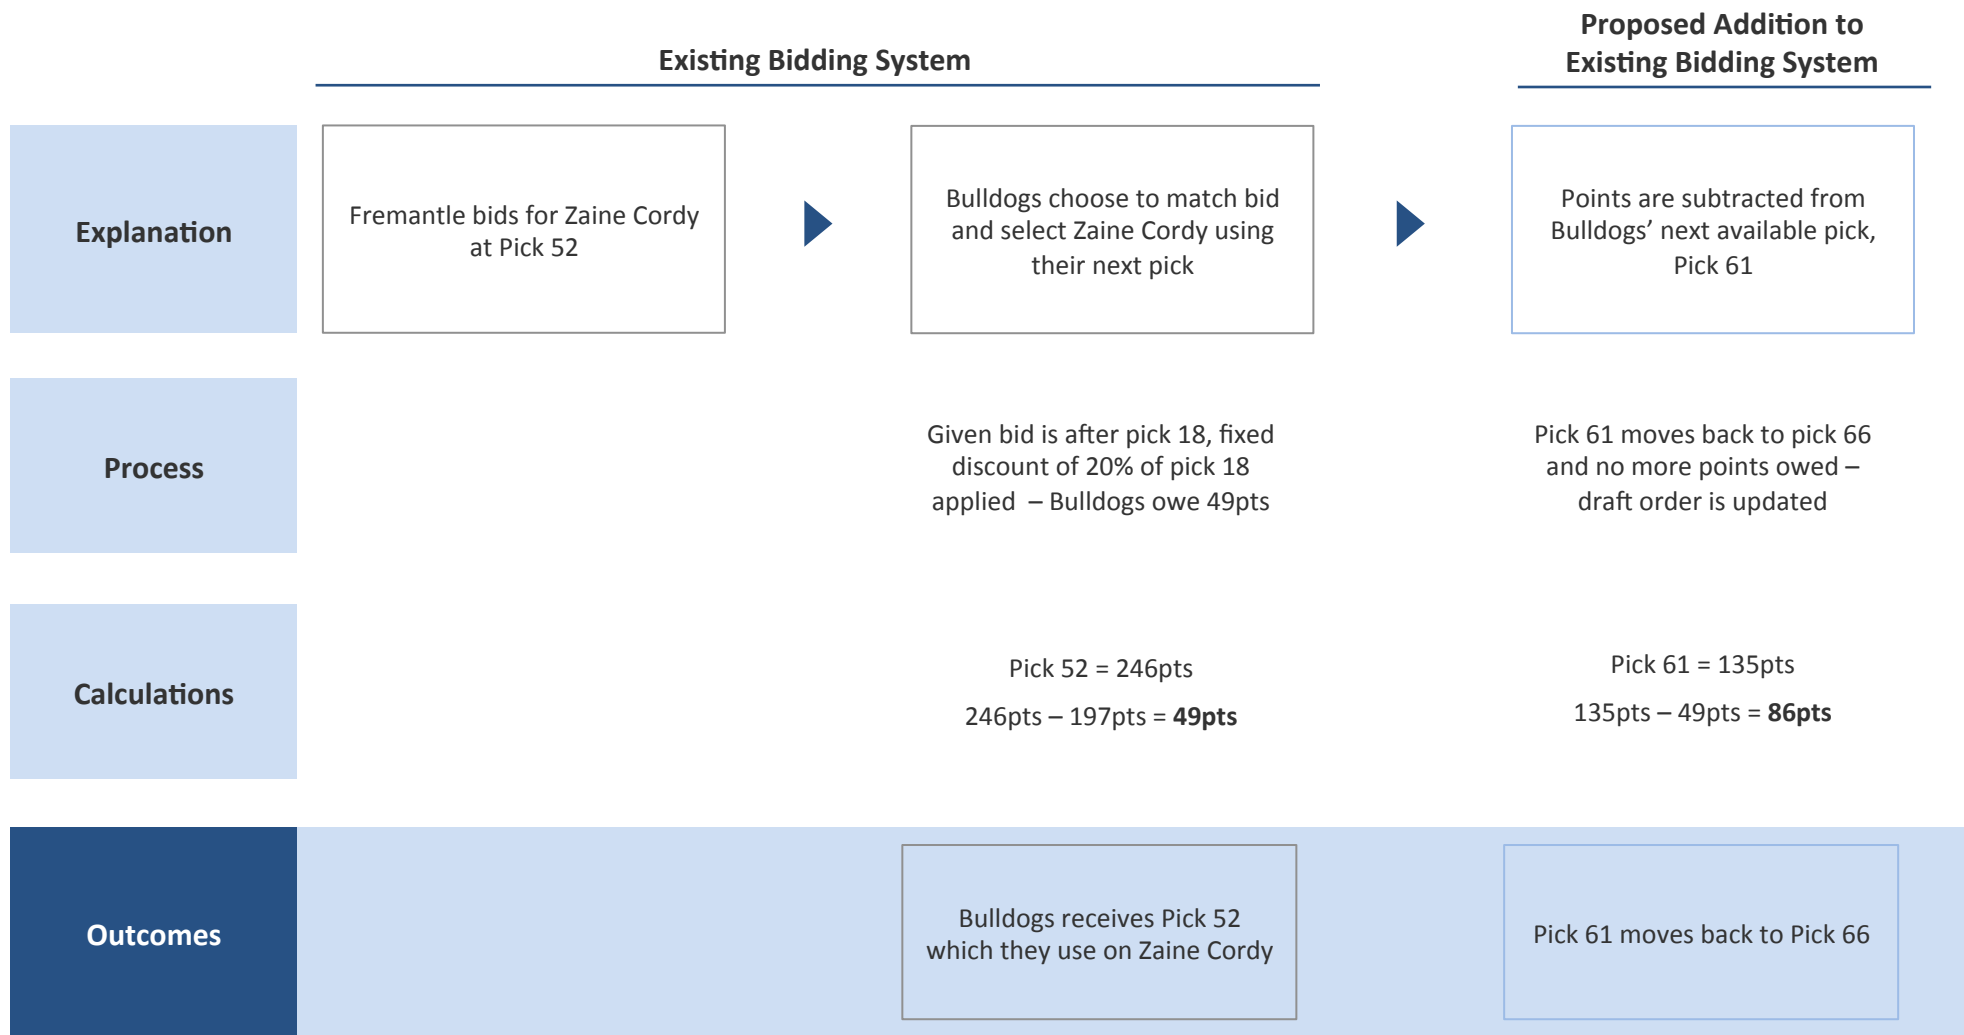 Existing Bidding System
Proposed Addition to
Existing Bidding System
Explanation
Fremantle bids for Zaine Cordy
at Pick 52
Bulldogs choose to match bid
and select Zaine Cordy using
their next pick
Points are subtracted from
Bulldogs’ next available pick,
Pick 61
Process
Given bid is after pick 18, fixed
discount of 20% of pick 18
applied – Bulldogs owe 49pts
Pick 61 moves back to pick 66
and no more points owed –
draft order is updated
Calculations
Pick 52 = 246pts
246pts – 197pts = 49pts
Pick 61 = 135pts
135pts – 49pts = 86pts
Outcomes
Bulldogs receives Pick 52
which they use on Zaine Cordy
Pick 61 moves back to Pick 66